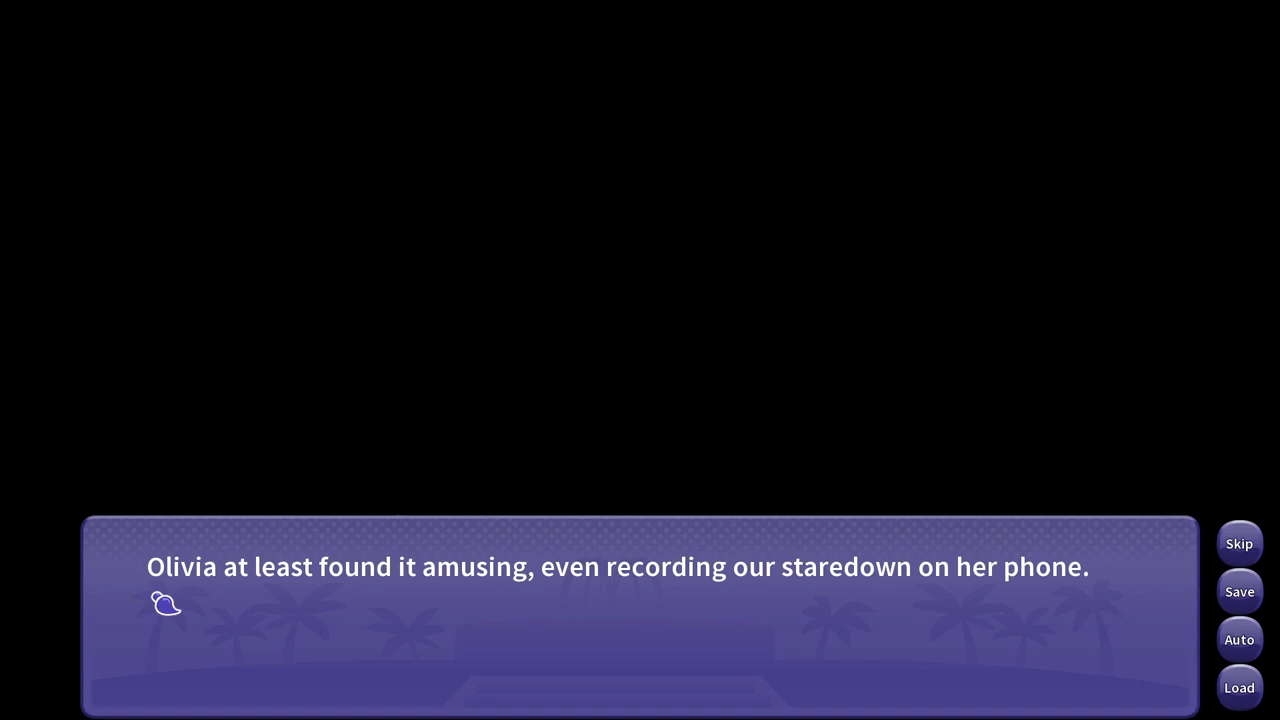 Olivia at least found it amusing, even recording our staredown on her phone.
Skip
Save
Auto
Load